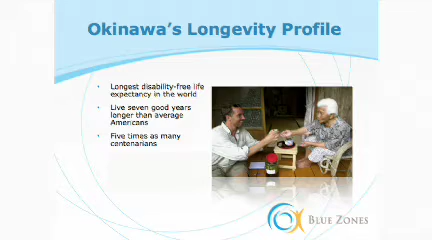 Okinawa's Longevity Profile
• Longest disability-free life
expectancy in the world
• Live seven good years
longer than average
Americans
• Five times as many
centenarians
BLUE ZONES